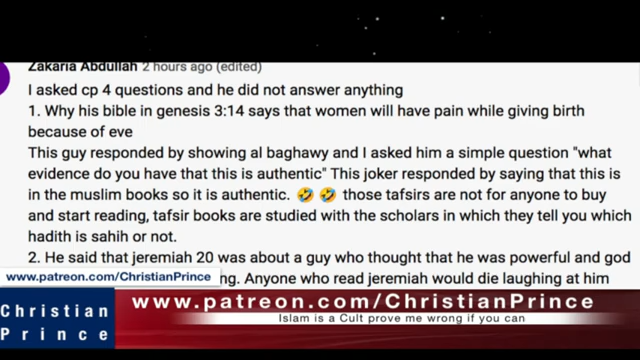 Zakaria Abdullah 2 hours ago (edited)
I asked cp 4 questions and he did not answer anything
1. Why his bible in genesis 3:14 says that women will have pain while giving birth
because of eve
This guy responded by showing al baghawy and I asked him a simple question "what
evidence do you have that this is authentic" This joker responded by saying that this is
in the muslim books so it is authentic. 🤣 🤣 those tafsirs are not for anyone to buy
and start reading, tafsir books are studied with the scholars in which they tell you which
hadith is sahih or not.
2. He said that jeremiah 20 was about a guy who thought that he was powerful and god
Anyone who read jeremiah would die laughing at him
www.patreon.com/ChristianPrince
Christian
Prince
www.patreon.com/ChristianPrince
Islam is a Cult prove me wrong if you can